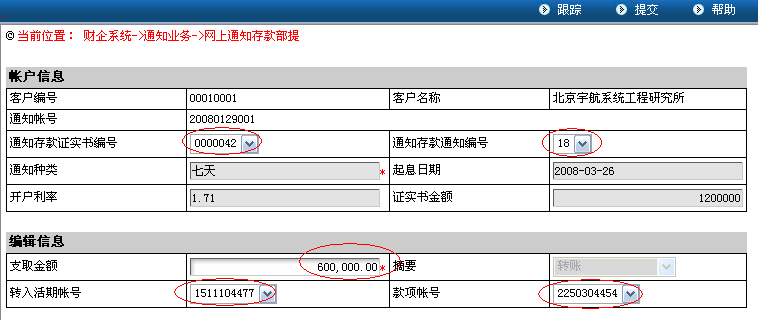 跟踪 提交 帮助
当前位置： 财企系统->通知业务->网上通知存款部提
帐户信息
客户编号 00010001 客户名称 北京宇航系统工程研究所
通知帐号 20080129001
通知存款证实书编号 0000042 通知存款通知编号 18
通知种类 七天 * 起息日期 2008-03-26
开户利率 1.71 证实书金额 1200000
编辑信息
支取金额 600,000.00 * 摘要 转账
转入活期帐号 1511104477 款项帐号 2250304454